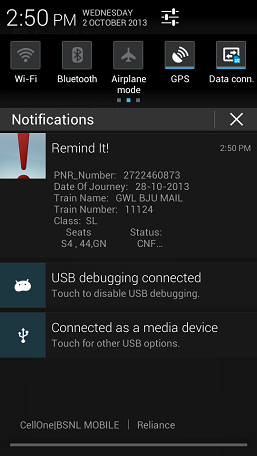 2:50 PM WEDNESDAY
2 OCTOBER 2013
Wi-Fi Bluetooth Airplane mode GPS Data conn.
Notifications
Remind It! 2:50 PM
PNR_Number: 2722460873
Date Of Journey: 28-10-2013
Train Name: GWL BJU MAIL
Train Number: 11124
Class: SL
Seats Status:
S4 , 44,GN CNF...
USB debugging connected
Touch to disable USB debugging.
Connected as a media device
Touch for other USB options.
CellOne|BSNL MOBILE | Reliance